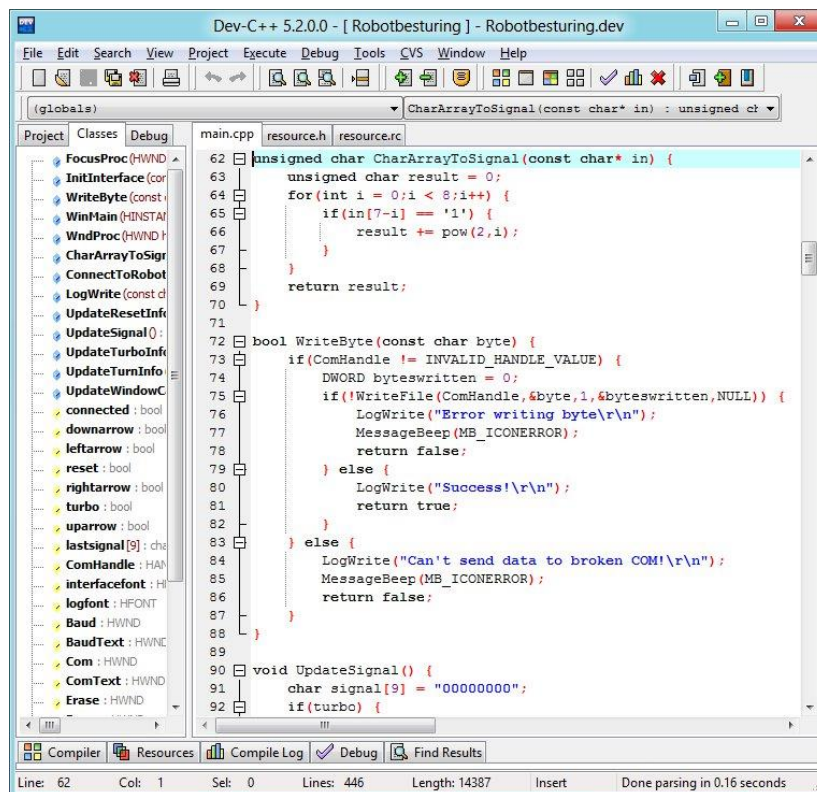 Dev-C++ 5.2.0.0 - [ Robotbesturing ] - Robotbesturing.dev
File Edit Search View Project Execute Debug Tools CVS Window Help
(globals)
CharArrayToSignal(const char* in) : unsigned ch
Project Classes Debug
main.cpp resource.h resource.rc
FocusProc (HWND
InitInterface (cor
WriteByte (const
WinMain (HINSTAN
WndProc (HWND h
CharArrayToSigr
ConnectToRobot
LogWrite (const ch
UpdateResetInfo
UpdateSignal () :
UpdateTurboInfo
UpdateTurnInfo
UpdateWindowC
connected : bool
downarrow : bool
leftarrow : bool
reset : bool
rightarrow : bool
turbo : bool
uparrow : bool
lastsignal [9] : cha
ComHandle : HAN
interfacefont : H
logfont : HFONT
Baud : HWND
BaudText : HWND
Com : HWND
ComText : HWND
Erase : HWND
62 unsigned char CharArrayToSignal(const char* in) {
63 unsigned char result = 0;
64 for(int i = 0;i < 8;i++) {
65 if(in[7-i] == '1') {
66 result += pow(2,i);
67 }
68 }
69 return result;
70 }
71
72 bool WriteByte(const char byte) {
73 if(ComHandle != INVALID_HANDLE_VALUE) {
74 DWORD byteswritten = 0;
75 if(!WriteFile(ComHandle,&byte,1,&byteswritten,NULL)) {
76 LogWrite("Error writing byte\r\n");
77 MessageBeep(MB_ICONERROR);
78 return false;
79 } else {
80 LogWrite("Success!\r\n");
81 return true;
82 }
83 } else {
84 LogWrite("Can't send data to broken COM!\r\n");
85 MessageBeep(MB_ICONERROR);
86 return false;
87 }
88 }
89
90 void UpdateSignal() {
91 char signal[9] = "00000000";
92 if(turbo) {
Compiler Resources Compile Log Debug Find Results
Line: 62 Col: 1 Sel: 0 Lines: 446 Length: 14387 Insert Done parsing in 0.16 seconds